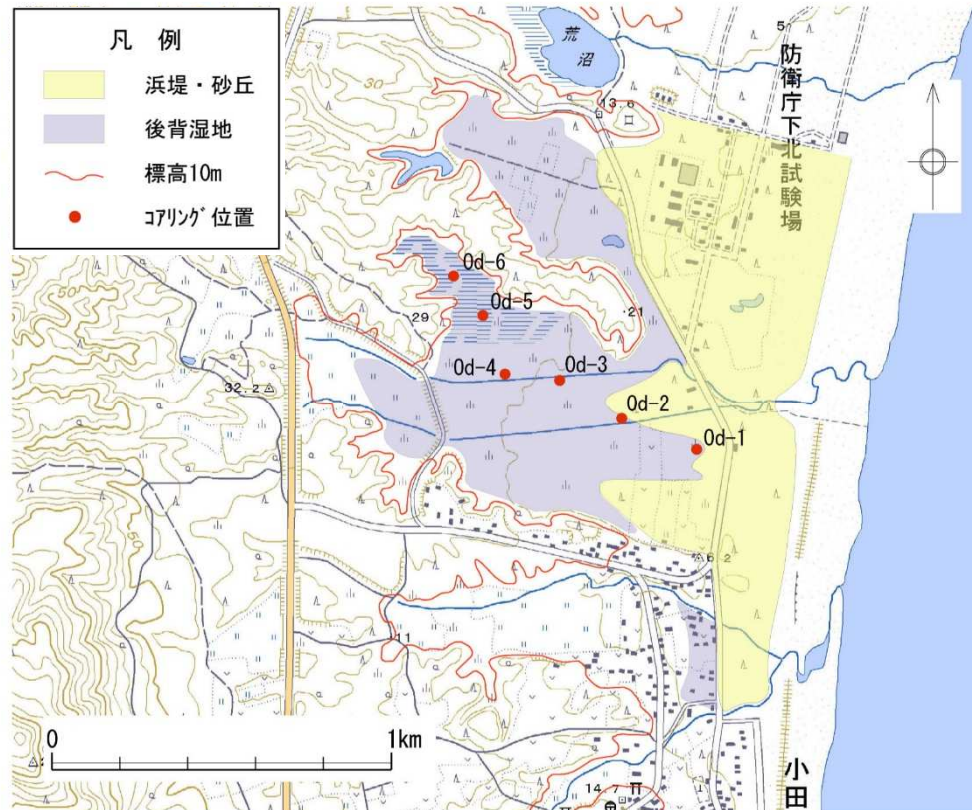 凡 例
浜堤・砂丘
後背湿地
標高10m
コアリング位置
荒沼
5
防衛庁下北試験場
30
13.6
Od-6
Od-5
21
29
Od-4
Od-3
32.2
Od-2
Od-1
50
50
6.2
11
0
1km
小田
14.7
1